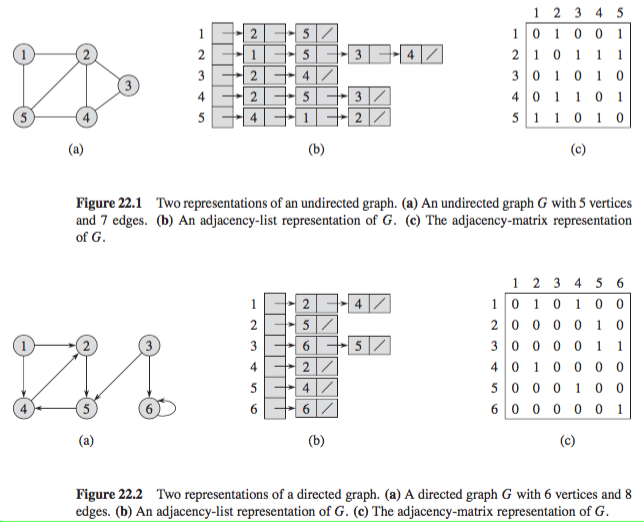 1 2 3 4 5
1 2 5 /
2 1 5 3 4 /
3 2 4 /
4 2 5 3 /
5 4 1 2 /
1 0 1 0 0 1
2 1 0 1 1 1
3 0 1 0 1 0
4 0 1 1 0 1
5 1 1 0 1 0
1 2
3
5 4
(a) (b) (c)
Figure 22.1 Two representations of an undirected graph. (a) An undirected graph G with 5 vertices
and 7 edges. (b) An adjacency-list representation of G. (c) The adjacency-matrix representation
of G.
1 2 3
4 5 6
1 2 4 /
2 5 /
3 6 5 /
4 2 /
5 4 /
6 6 /
1 2 3 4 5 6
1 0 1 0 1 0 0
2 0 0 0 0 1 0
3 0 0 0 0 1 1
4 0 1 0 0 0 0
5 0 0 0 1 0 0
6 0 0 0 0 0 1
(a) (b) (c)
Figure 22.2 Two representations of a directed graph. (a) A directed graph G with 6 vertices and 8
edges. (b) An adjacency-list representation of G. (c) The adjacency-matrix representation of G.